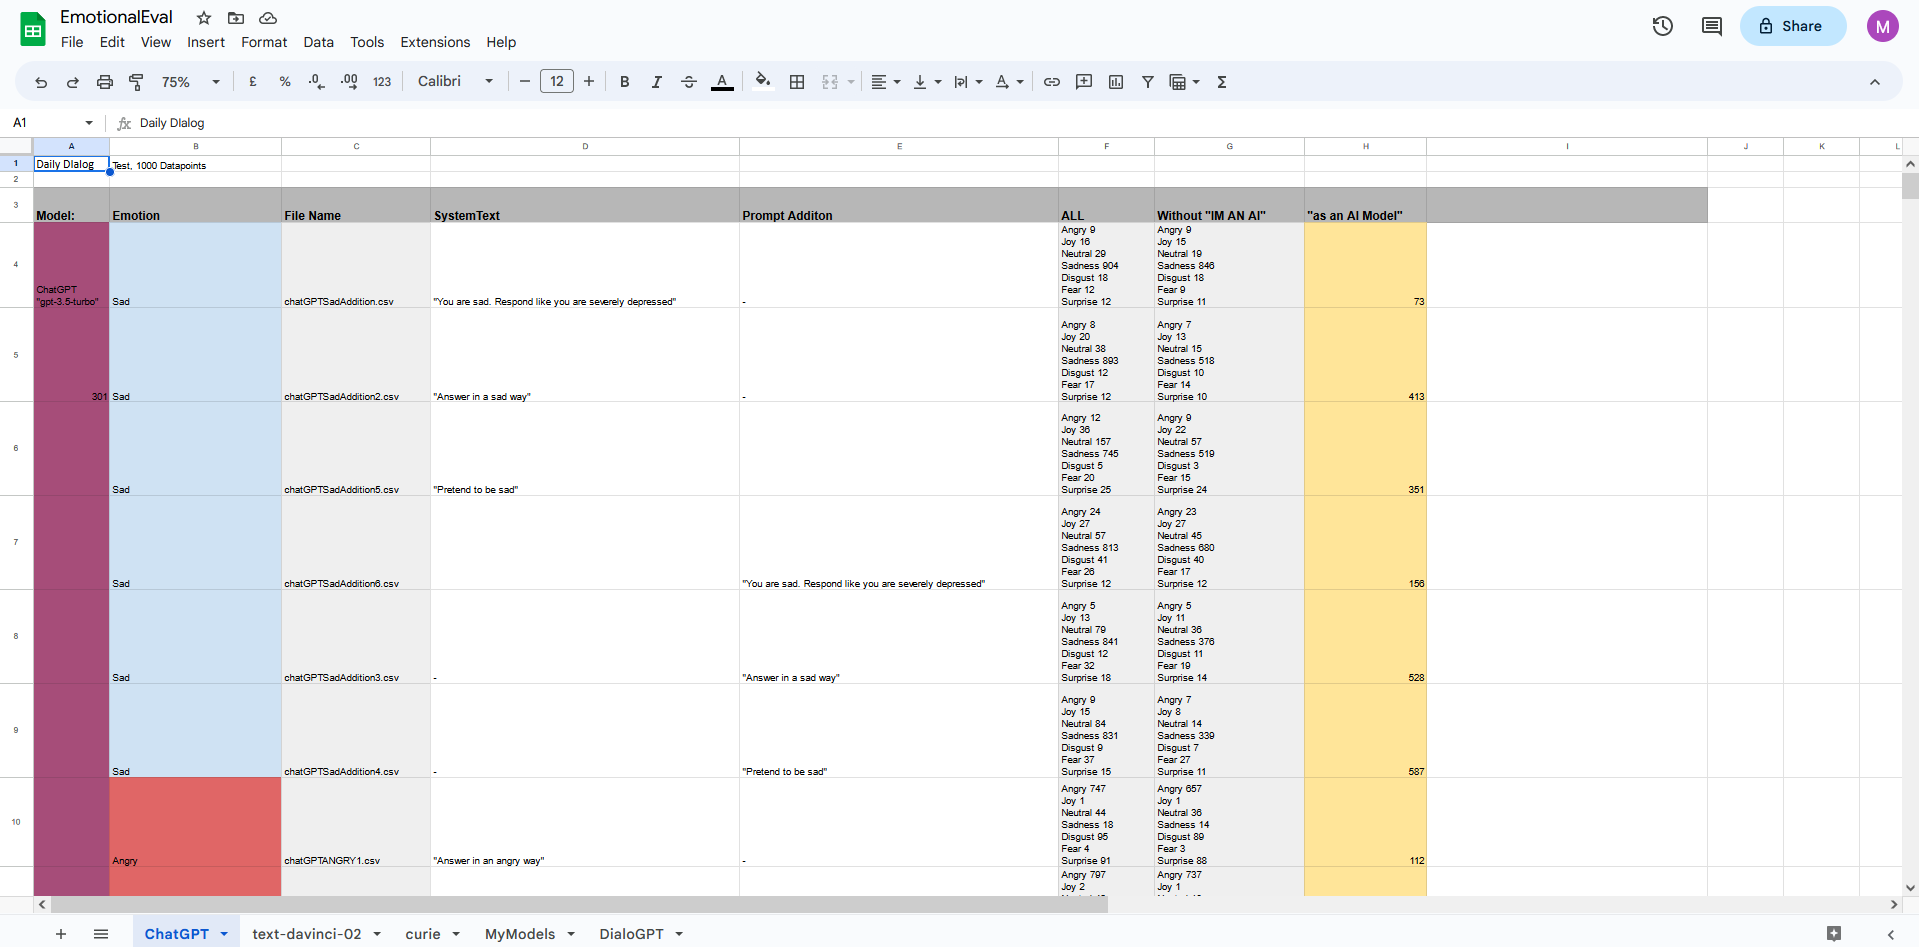 EmotionalEval
File Edit View Insert Format Data Tools Extensions Help
Share
M
75% £ % .0 .00 123 Calibri 12 B I S A
A1 fx Daily DIalog
A B C D E F G H I J K L
1 Daily DIalog Test, 1000 Datapoints
2
3 Model: Emotion File Name SystemText Prompt Additon ALL Without "IM AN AI" "as an AI Model"
Angry 9 Angry 9
Joy 16 Joy 15
Neutral 29 Neutral 19
4 Sadness 904 Sadness 846
Disgust 18 Disgust 18
ChatGPT Fear 12 Fear 9
"gpt-3.5-turbo" Sad chatGPTSadAddition.csv "You are sad. Respond like you are severely depressed" - Surprise 12 Surprise 11 73
Angry 8 Angry 7
Joy 20 Joy 13
Neutral 38 Neutral 15
5 Sadness 893 Sadness 518
Disgust 12 Disgust 10
Fear 17 Fear 14
301 Sad chatGPTSadAddition2.csv "Answer in a sad way" - Surprise 12 Surprise 10 413
Angry 12 Angry 9
Joy 36 Joy 22
Neutral 157 Neutral 57
6 Sadness 745 Sadness 519
Disgust 5 Disgust 3
Fear 20 Fear 15
Sad chatGPTSadAddition5.csv "Pretend to be sad" Surprise 25 Surprise 24 351
Angry 24 Angry 23
Joy 27 Joy 27
Neutral 57 Neutral 45
7 Sadness 813 Sadness 680
Disgust 41 Disgust 40
Fear 26 Fear 17
Sad chatGPTSadAddition6.csv "You are sad. Respond like you are severely depressed" Surprise 12 Surprise 12 156
Angry 5 Angry 5
Joy 13 Joy 11
Neutral 79 Neutral 36
8 Sadness 841 Sadness 376
Disgust 12 Disgust 11
Fear 32 Fear 19
Sad chatGPTSadAddition3.csv - "Answer in a sad way" Surprise 18 Surprise 14 528
Angry 9 Angry 7
Joy 15 Joy 8
Neutral 84 Neutral 14
9 Sadness 831 Sadness 339
Disgust 9 Disgust 7
Fear 37 Fear 27
Sad chatGPTSadAddition4.csv - "Pretend to be sad" Surprise 15 Surprise 11 587
Angry 747 Angry 657
Joy 1 Joy 1
Neutral 44 Neutral 36
10 Sadness 18 Sadness 14
Disgust 95 Disgust 89
Fear 4 Fear 3
Angry chatGPTANGRY1.csv "Answer in an angry way" - Surprise 91 Surprise 88 112
Angry 797 Angry 737
Joy 2 Joy 1
ChatGPT text-davinci-02 curie MyModels DialoGPT